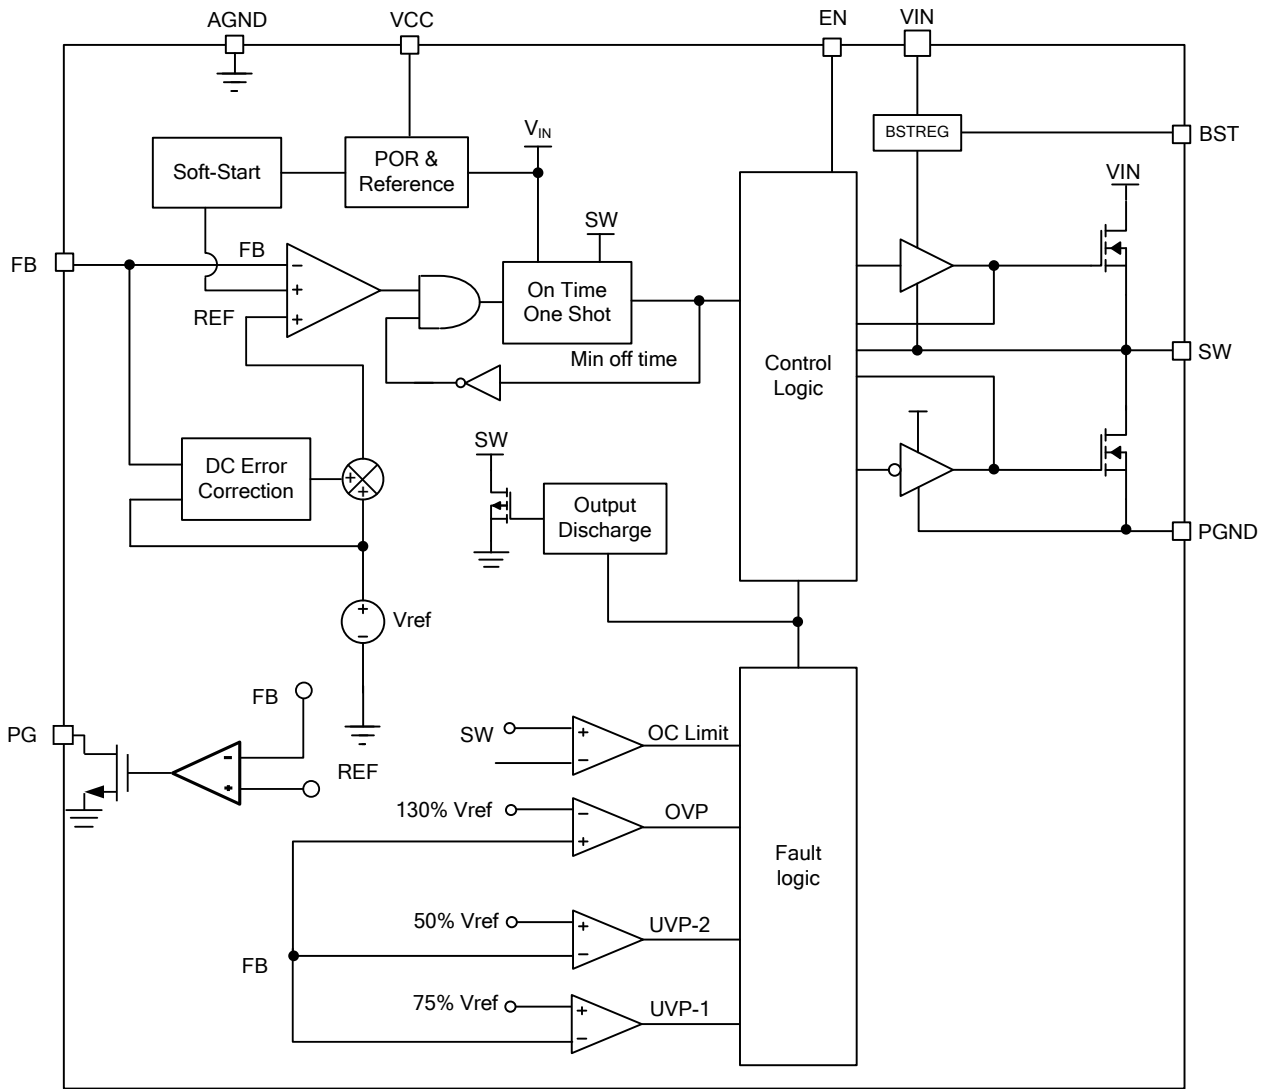 AGND
VCC
EN
VIN
BSTREG
BST
V_IN
VIN
Soft-Start
POR &
Reference
SW
FB
FB
−
+
+
REF
On Time
One Shot
Min off time
Control
Logic
SW
SW
DC Error
Correction
+
+
Output
Discharge
PGND
+
−
Vref
FB
PG
-
+
REF
SW
+
−
OC Limit
130% Vref
−
+
OVP
Fault
logic
50% Vref
+
−
UVP-2
FB
75% Vref
+
−
UVP-1